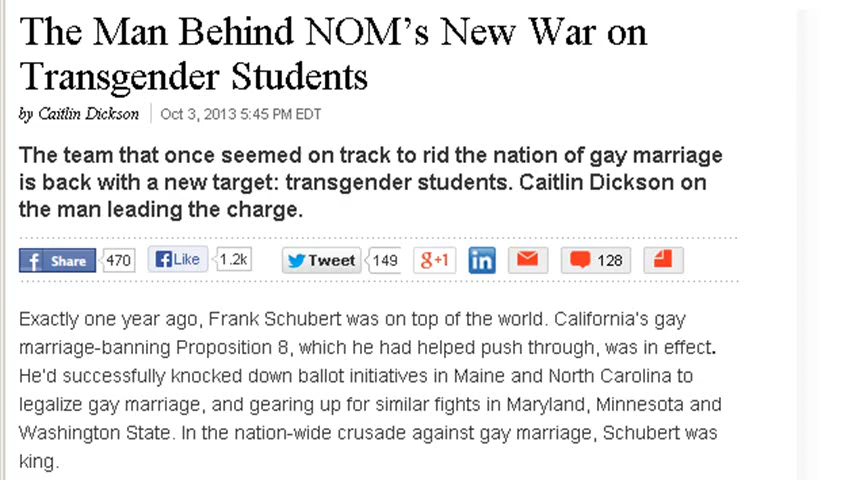 The Man Behind NOM's New War on
Transgender Students
by Caitlin Dickson Oct 3, 2013 5:45 PM EDT
The team that once seemed on track to rid the nation of gay marriage
is back with a new target: transgender students. Caitlin Dickson on
the man leading the charge.
f Share 470 f Like 1.2k Tweet 149 g+1 in 128
Exactly one year ago, Frank Schubert was on top of the world. California's gay
marriage-banning Proposition 8, which he had helped push through, was in effect.
He'd successfully knocked down ballot initiatives in Maine and North Carolina to
legalize gay marriage, and gearing up for similar fights in Maryland, Minnesota and
Washington State. In the nation-wide crusade against gay marriage, Schubert was
king.